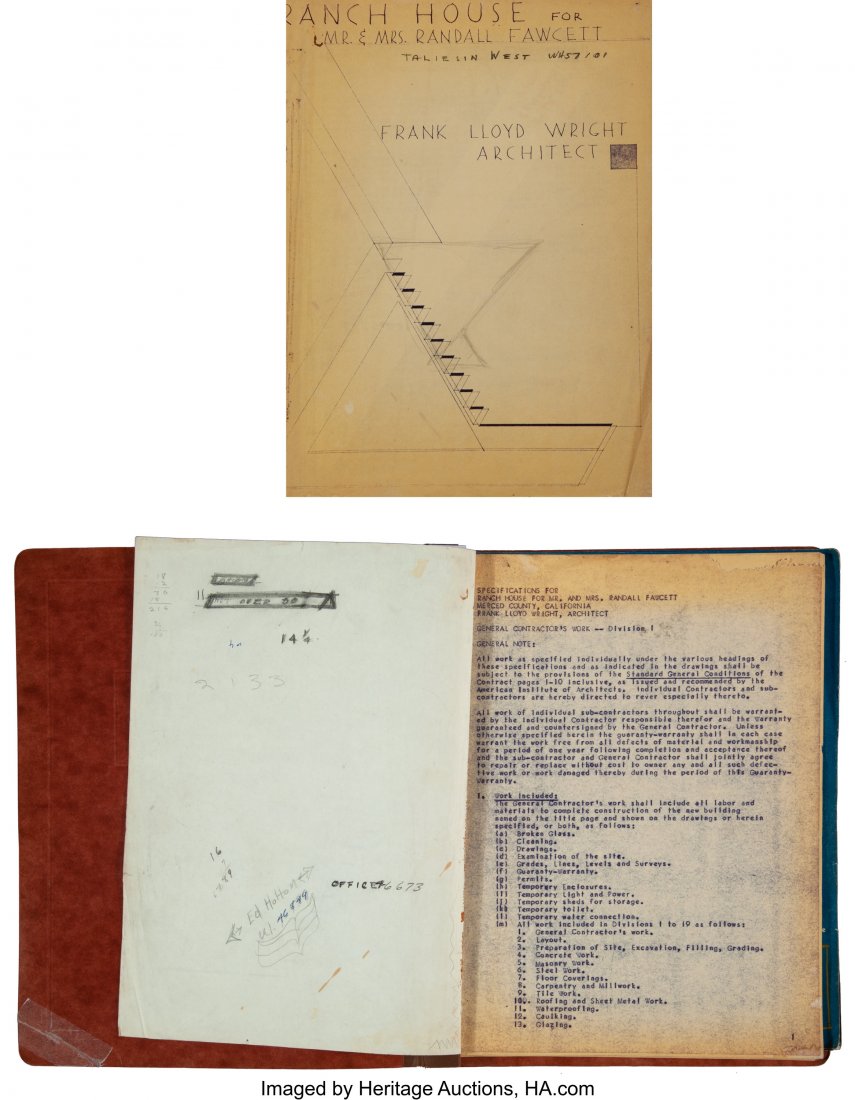 RANCH HOUSE FOR
MR. & MRS. RANDALL FAWCETT
TALIESIN WEST WH57101
FRANK LLOYD WRIGHT
ARCHITECT
14¼
2133
16
Ed Holton
OFFICE 6673
SPECIFICATIONS FOR
RANCH HOUSE FOR MR. AND MRS. RANDALL FAWCETT
MERCED COUNTY, CALIFORNIA
FRANK LLOYD WRIGHT, ARCHITECT
GENERAL CONTRACTOR'S WORK -- Division 1
GENERAL NOTE:
All work as specified individually under the various headings of
these specifications and as indicated in the drawings shall be
subject to the provisions of the Standard General Conditions of the
Contract pages 1-10 inclusive, as issued and recommended by the
American Institute of Architects. Individual Contractors and sub-
contractors are hereby directed to rever especially thereto.
All work of individual sub-contractors throughout shall be warrant-
ed by the individual Contractor responsible therefor and the warranty
guaranteed and countersigned by the General Contractor. Unless
otherwise specified herein the guaranty-warranty shall in each case
warrant the work free from all defects of material and workmanship
for a period of one year following completion and acceptance thereof
and the sub-contractor and General Contractor shall jointly agree
to repair or replace without cost to owner any and all such defec-
tive work or work damaged thereby during the period of this Guaranty-
Warranty.
1. Work Included:
The General Contractor's work shall include all labor and
materials to complete construction of the new building
named on the title page and shown on the drawings or herein
specified, or both, as follows:
(a) Broken Glass.
(b) Cleaning.
(c) Drawings.
(d) Examination of the site.
(e) Grades, Lines, Levels and Surveys.
(f) Guaranty-Warranty.
(g) Permits.
(h) Temporary Enclosures.
(i) Temporary Light and Power.
(j) Temporary sheds for storage.
(k) Temporary toilet.
(l) Temporary water connection.
(m) All work included in Divisions 1 to 19 as follows:
1. General Contractor's work.
2. Layout.
3. Preparation of Site, Excavation, Filling, Grading.
4. Concrete Work.
5. Masonry Work.
6. Steel Work.
7. Floor Coverings.
8. Carpentry and Millwork.
9. Tile Work.
10. Roofing and Sheet Metal Work.
11. Waterproofing.
12. Caulking.
13. Glazing.
1
Imaged by Heritage Auctions, HA.com